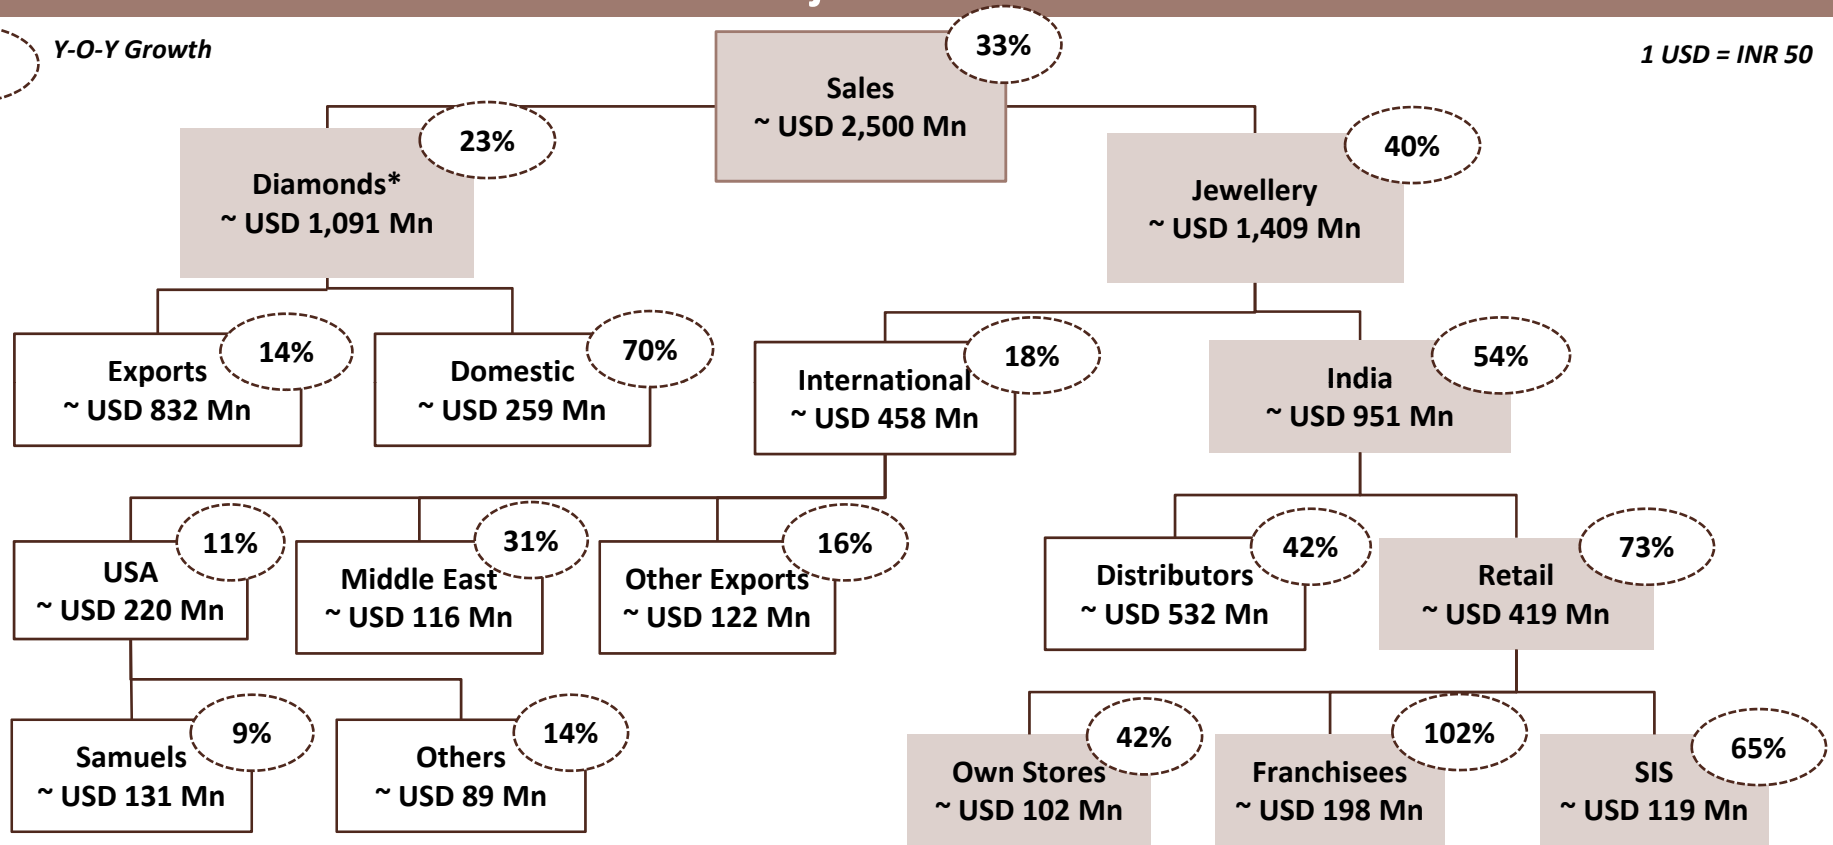 Y-O-Y Growth
1 USD = INR 50
33%
Sales
~ USD 2,500 Mn
23%
Diamonds*
~ USD 1,091 Mn
40%
Jewellery
~ USD 1,409 Mn
14%
Exports
~ USD 832 Mn
70%
Domestic
~ USD 259 Mn
18%
International
~ USD 458 Mn
54%
India
~ USD 951 Mn
11%
USA
~ USD 220 Mn
31%
Middle East
~ USD 116 Mn
16%
Other Exports
~ USD 122 Mn
42%
Distributors
~ USD 532 Mn
73%
Retail
~ USD 419 Mn
9%
Samuels
~ USD 131 Mn
14%
Others
~ USD 89 Mn
42%
Own Stores
~ USD 102 Mn
102%
Franchisees
~ USD 198 Mn
65%
SIS
~ USD 119 Mn